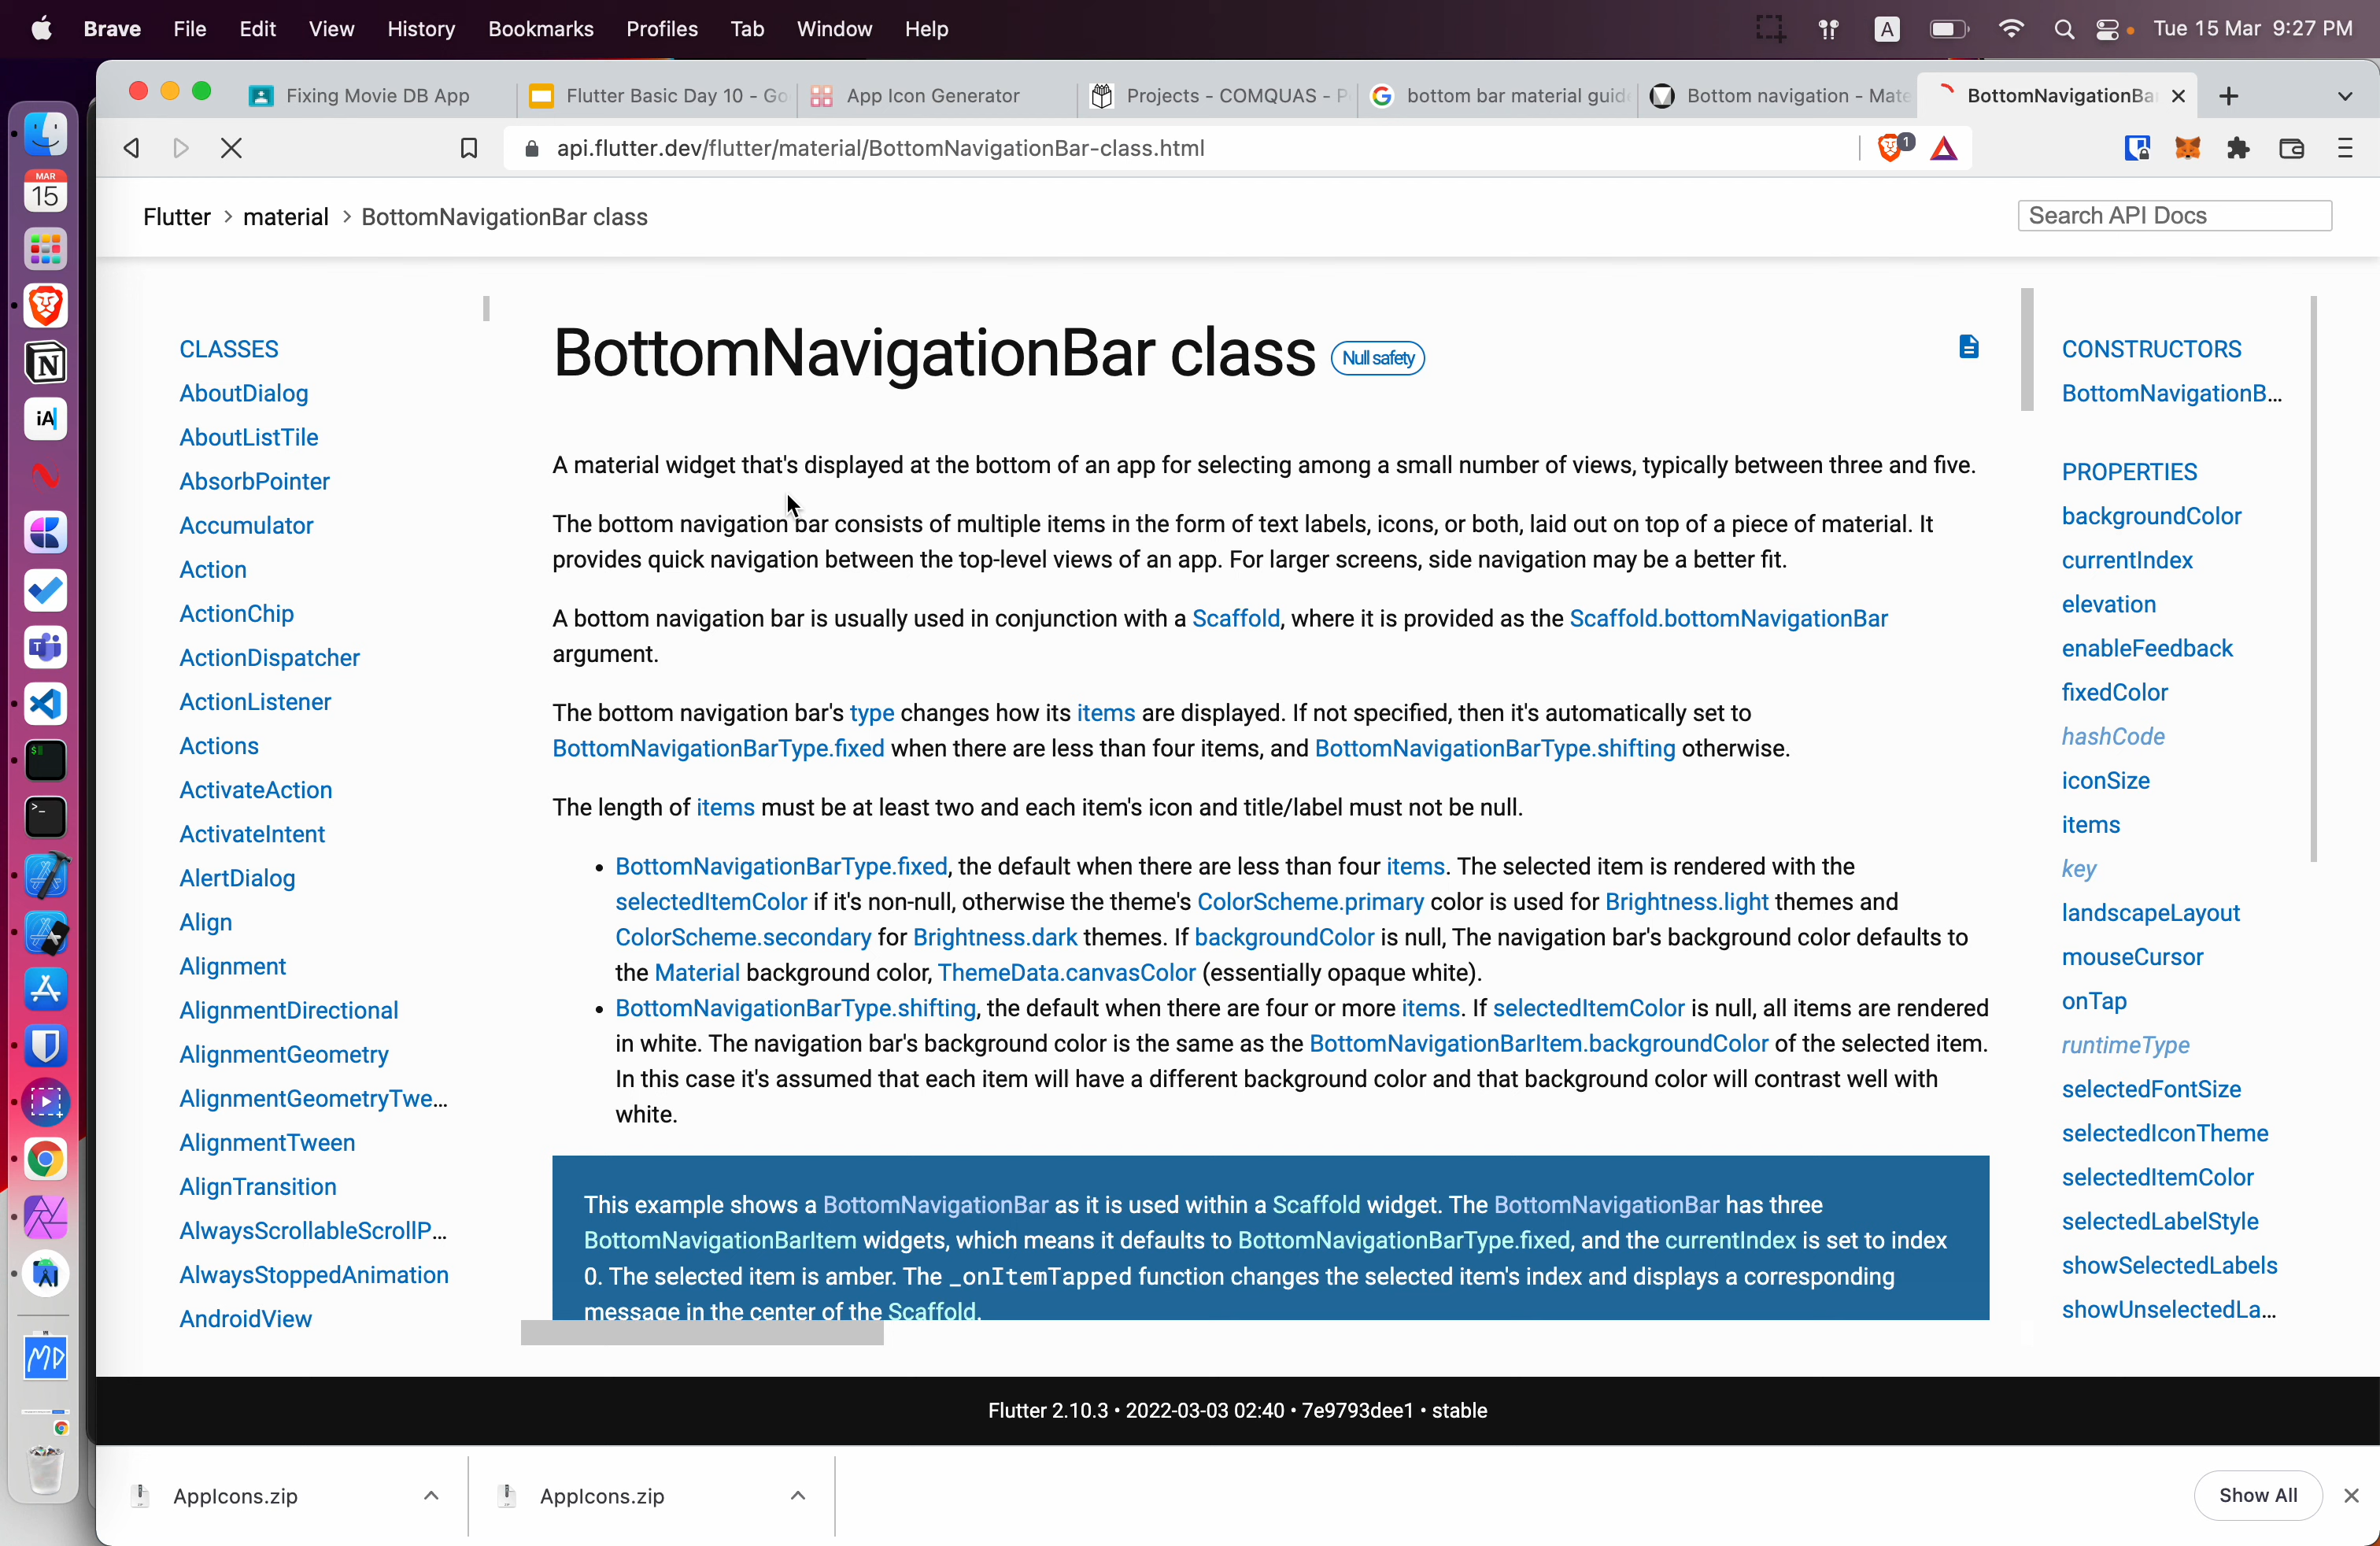 Brave File Edit View History Bookmarks Profiles Tab Window Help A Tue 15 Mar 9:27 PM
Fixing Movie DB App Flutter Basic Day 10 - Go App Icon Generator Projects - COMQUAS - P bottom bar material guid Bottom navigation - Mate BottomNavigationBa
api.flutter.dev/flutter/material/BottomNavigationBar-class.html 1
Flutter > material > BottomNavigationBar class
Search API Docs
MAR
15
iA
CLASSES
AboutDialog
AboutListTile
AbsorbPointer
Accumulator
Action
ActionChip
ActionDispatcher
ActionListener
Actions
ActivateAction
ActivateIntent
AlertDialog
Align
Alignment
AlignmentDirectional
AlignmentGeometry
AlignmentGeometryTwe...
AlignmentTween
AlignTransition
AlwaysScrollableScrollP...
AlwaysStoppedAnimation
AndroidView
BottomNavigationBar class Null safety
A material widget that's displayed at the bottom of an app for selecting among a small number of views, typically between three and five.
The bottom navigation bar consists of multiple items in the form of text labels, icons, or both, laid out on top of a piece of material. It
provides quick navigation between the top-level views of an app. For larger screens, side navigation may be a better fit.
A bottom navigation bar is usually used in conjunction with a Scaffold, where it is provided as the Scaffold.bottomNavigationBar
argument.
The bottom navigation bar's type changes how its items are displayed. If not specified, then it's automatically set to
BottomNavigationBarType.fixed when there are less than four items, and BottomNavigationBarType.shifting otherwise.
The length of items must be at least two and each item's icon and title/label must not be null.
• BottomNavigationBarType.fixed, the default when there are less than four items. The selected item is rendered with the
selectedItemColor if it's non-null, otherwise the theme's ColorScheme.primary color is used for Brightness.light themes and
ColorScheme.secondary for Brightness.dark themes. If backgroundColor is null, The navigation bar's background color defaults to
the Material background color, ThemeData.canvasColor (essentially opaque white).
• BottomNavigationBarType.shifting, the default when there are four or more items. If selectedItemColor is null, all items are rendered
in white. The navigation bar's background color is the same as the BottomNavigationBarItem.backgroundColor of the selected item.
In this case it's assumed that each item will have a different background color and that background color will contrast well with
white.
This example shows a BottomNavigationBar as it is used within a Scaffold widget. The BottomNavigationBar has three
BottomNavigationBarItem widgets, which means it defaults to BottomNavigationBarType.fixed, and the currentIndex is set to index
0. The selected item is amber. The _onItemTapped function changes the selected item's index and displays a corresponding
message in the center of the Scaffold.
CONSTRUCTORS
BottomNavigationB...
PROPERTIES
backgroundColor
currentIndex
elevation
enableFeedback
fixedColor
hashCode
iconSize
items
key
landscapeLayout
mouseCursor
onTap
runtimeType
selectedFontSize
selectedIconTheme
selectedItemColor
selectedLabelStyle
showSelectedLabels
showUnselectedLa...
MD
Flutter 2.10.3 • 2022-03-03 02:40 • 7e9793dee1 • stable
AppIcons.zip AppIcons.zip Show All